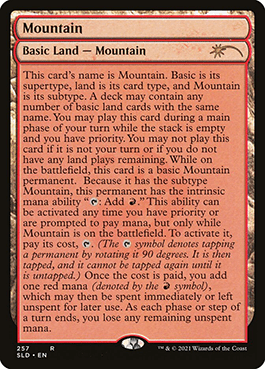 Mountain
Basic Land — Mountain
This card's name is Mountain. Basic is its
supertype, land is its card type, and Mountain
is its subtype. A deck may contain any
number of basic land cards with the same
name. You may play this card during a main
phase of your turn while the stack is empty
and you have priority. You may not play this
card if it is not your turn or if you do not
have any land plays remaining. While on
the battlefield, this card is a basic Mountain
permanent.  Because it has the subtype
Mountain, this permanent has the intrinsic
mana ability “: Add .” This ability can
be activated any time you have priority or
are prompted to pay mana, but only while
Mountain is on the battlefield. To activate it,
pay its cost, . (The  symbol denotes tapping
a permanent by rotating it 90 degrees. It is then
tapped, and it cannot be tapped again until it
is untapped.) Once the cost is paid, you add
one red mana (denoted by the  symbol),
which may then be spent immediately or left
unspent for later use. As each phase or step of
a turn ends, you lose any remaining unspent
mana.
257 R
SLD • EN
™ & © 2021 Wizards of the Coast